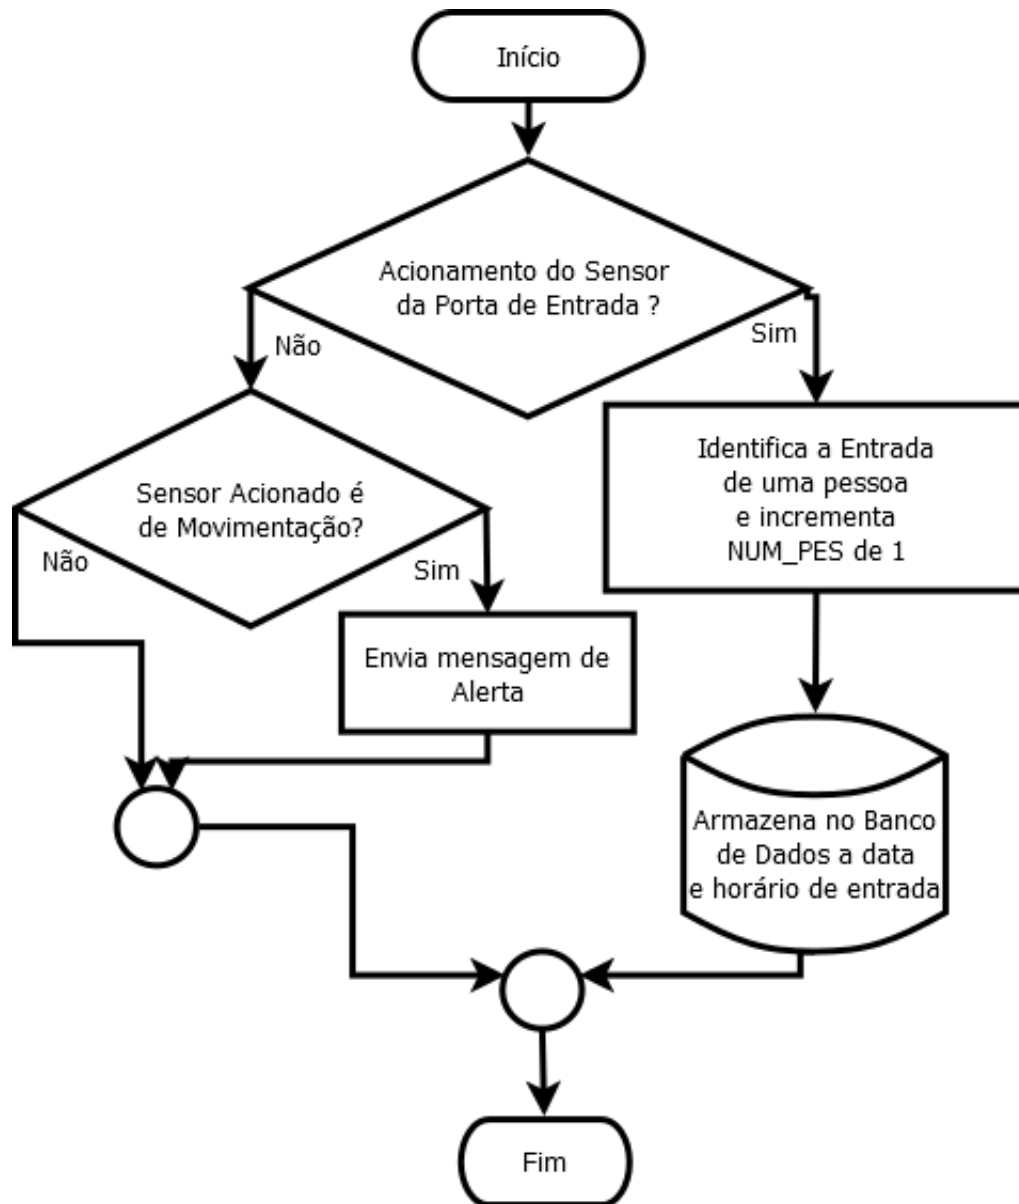 Início
Acionamento do Sensor
da Porta de Entrada ?
Não
Sim
Sensor Acionado é
de Movimentação?
Não
Sim
Identifica a Entrada
de uma pessoa
e incrementa
NUM_PES de 1
Envia mensagem de
Alerta
Armazena no Banco
de Dados a data
e horário de entrada
Fim